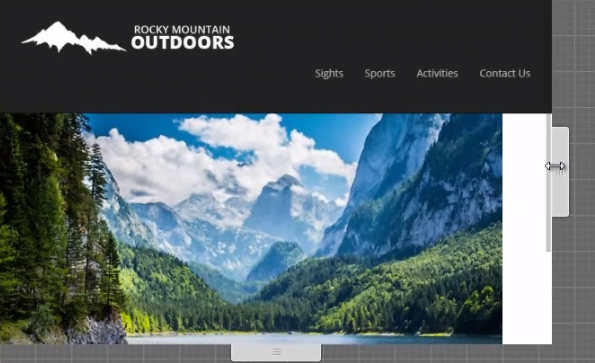 ROCKY MOUNTAIN
OUTDOORS
Sights Sports Activities Contact Us